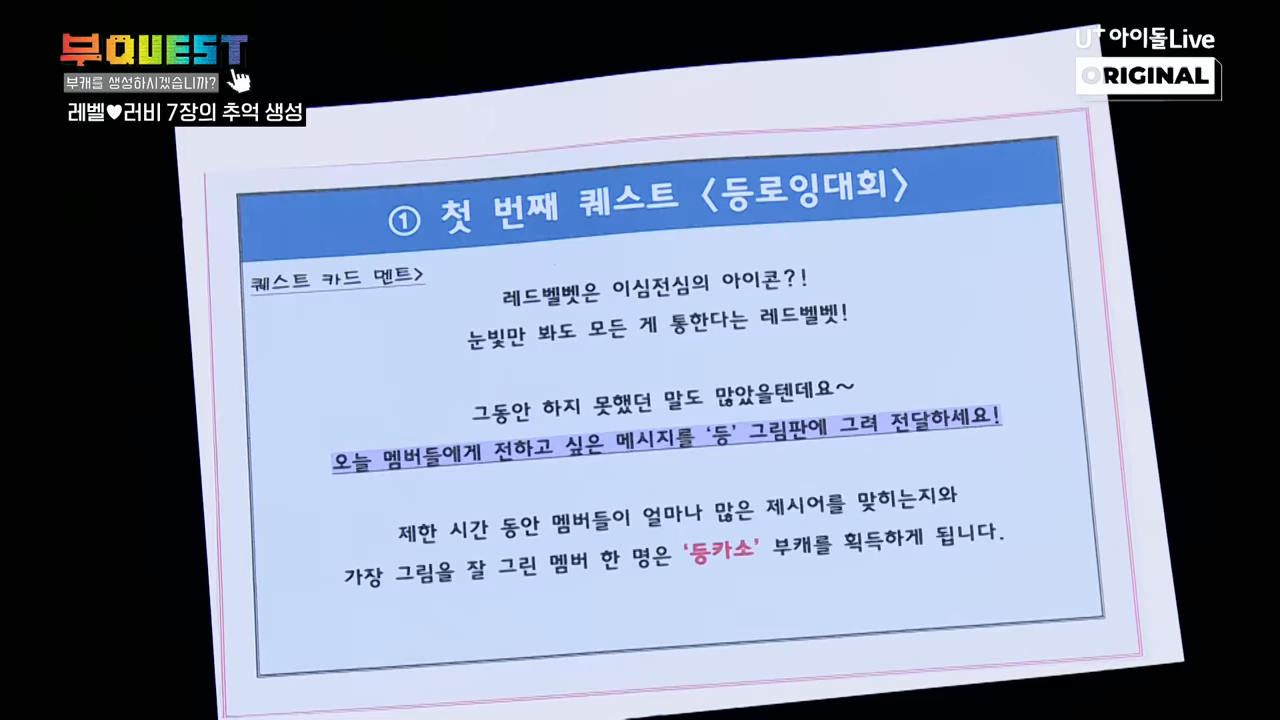 부QUEST
부캐를 생성하시겠습니까?
레벨♥러비 7장의 추억 생성
U+아이돌Live
ORIGINAL
① 첫 번째 퀘스트 〈등로잉대회〉
퀘스트 카드 멘트>
레드벨벳은 이심전심의 아이콘?!
눈빛만 봐도 모든 게 통한다는 레드벨벳!
그동안 하지 못했던 말도 많았을텐데요~
오늘 멤버들에게 전하고 싶은 메시지를 ‘등’ 그림판에 그려 전달하세요!
제한 시간 동안 멤버들이 얼마나 많은 제시어를 맞히는지와
가장 그림을 잘 그린 멤버 한 명은 ‘등카소’ 부캐를 획득하게 됩니다.